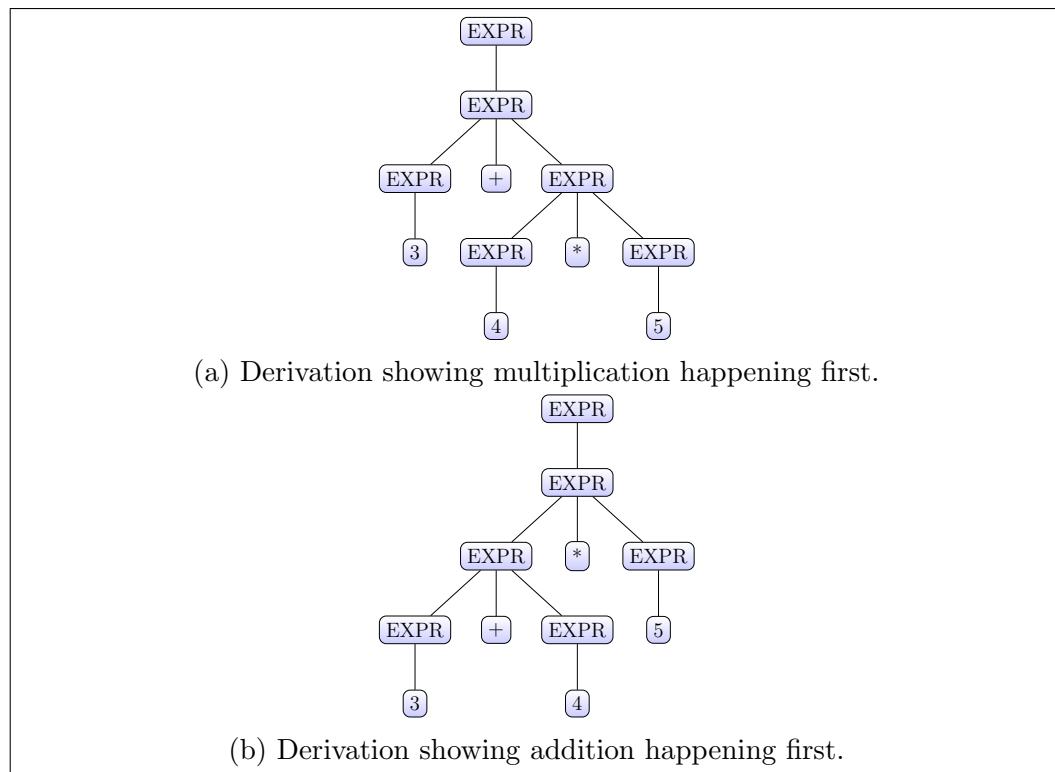 EXPR
EXPR
EXPR + EXPR
3 EXPR * EXPR
4 5
(a) Derivation showing multiplication happening first.
EXPR
EXPR
EXPR * EXPR
EXPR + EXPR 5
3 4
(b) Derivation showing addition happening first.